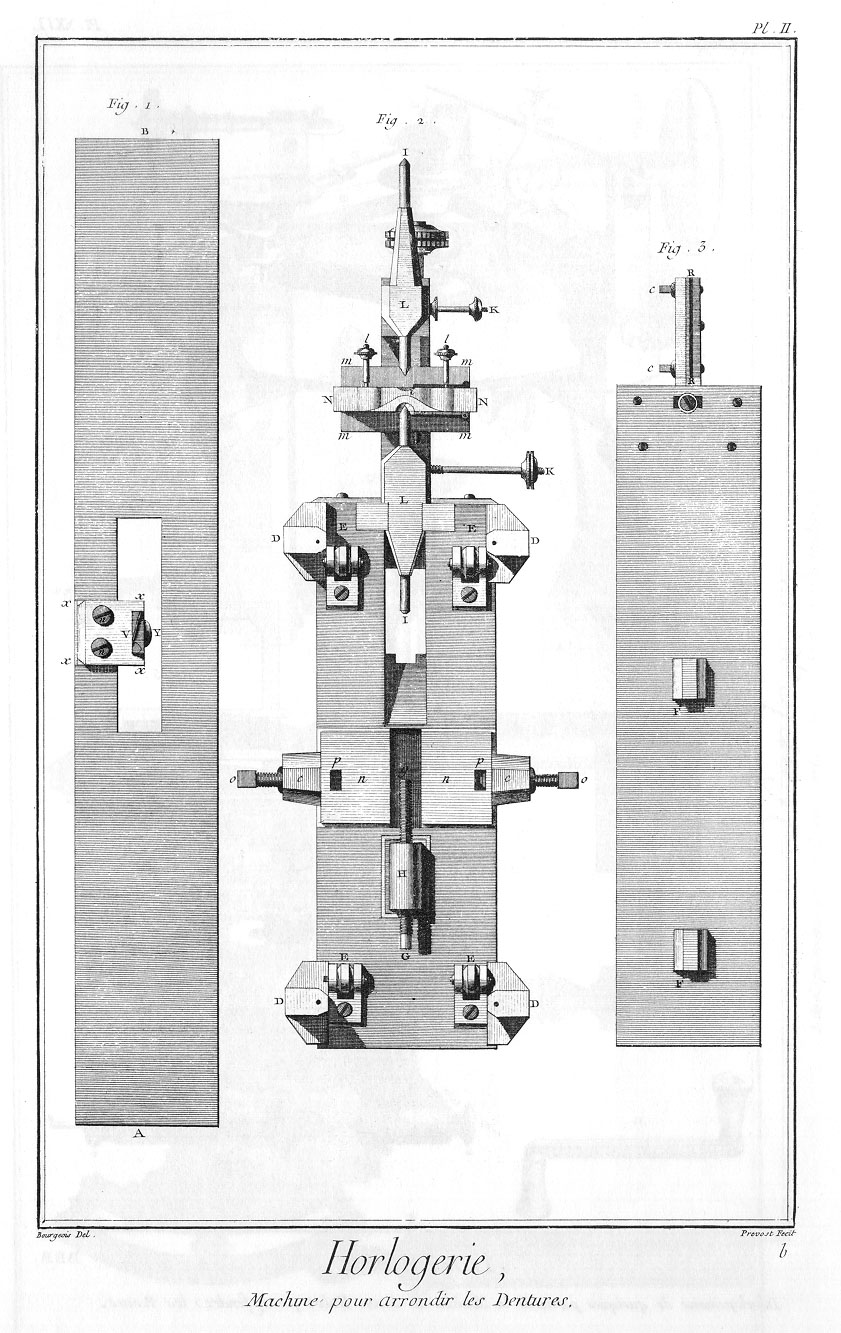 Pl. II.
Fig. 1.
Fig. 2.
Fig. 3.
B
I
R
c
L
K
l l
m m
c
N N
R
m m
K
L
E E
D D
x x
I
V Y
x x
F
p p
o c n n c o
H
G
E E
F
D D
A
Bourgeois Del.
Prevost Fecit
b
Horlogerie,
Machine pour arrondir les Dentures.